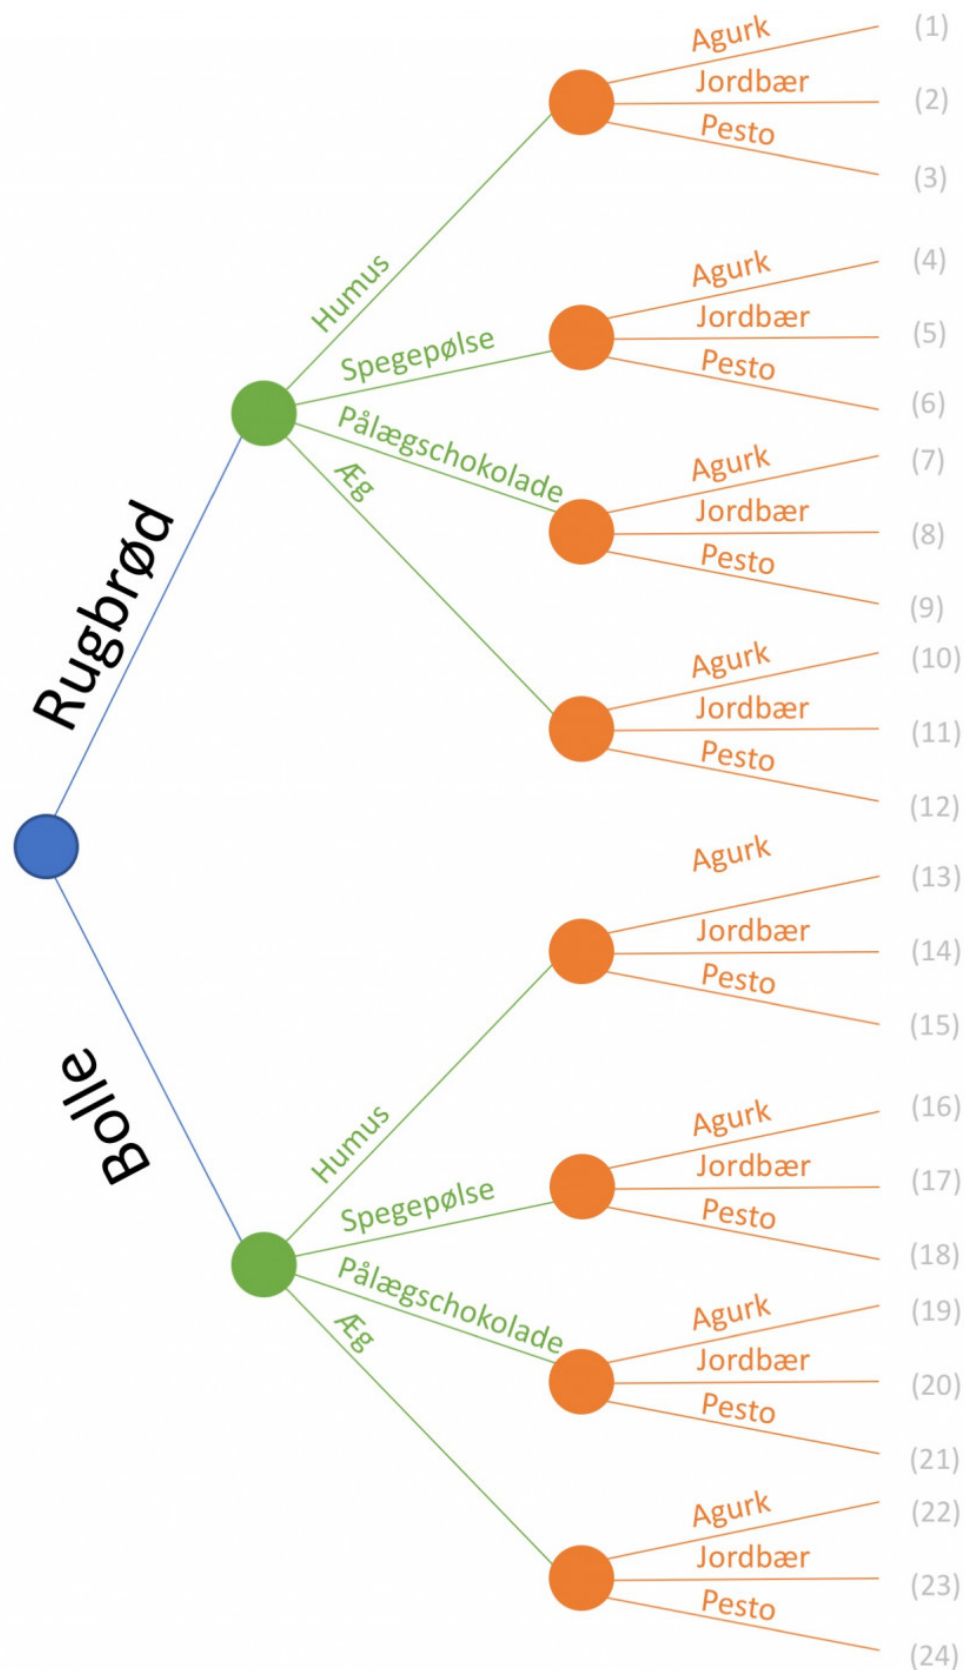 Agurk (1)
Jordbær (2)
Pesto (3)
Humus
Agurk (4)
Jordbær (5)
Pesto (6)
Spegepølse
Agurk (7)
Jordbær (8)
Pesto (9)
Pålægschokolade
Æg
Agurk (10)
Jordbær (11)
Pesto (12)
Rugbrød
Agurk (13)
Jordbær (14)
Pesto (15)
Humus
Agurk (16)
Jordbær (17)
Pesto (18)
Spegepølse
Agurk (19)
Jordbær (20)
Pesto (21)
Pålægschokolade
Æg
Agurk (22)
Jordbær (23)
Pesto (24)
Bolle